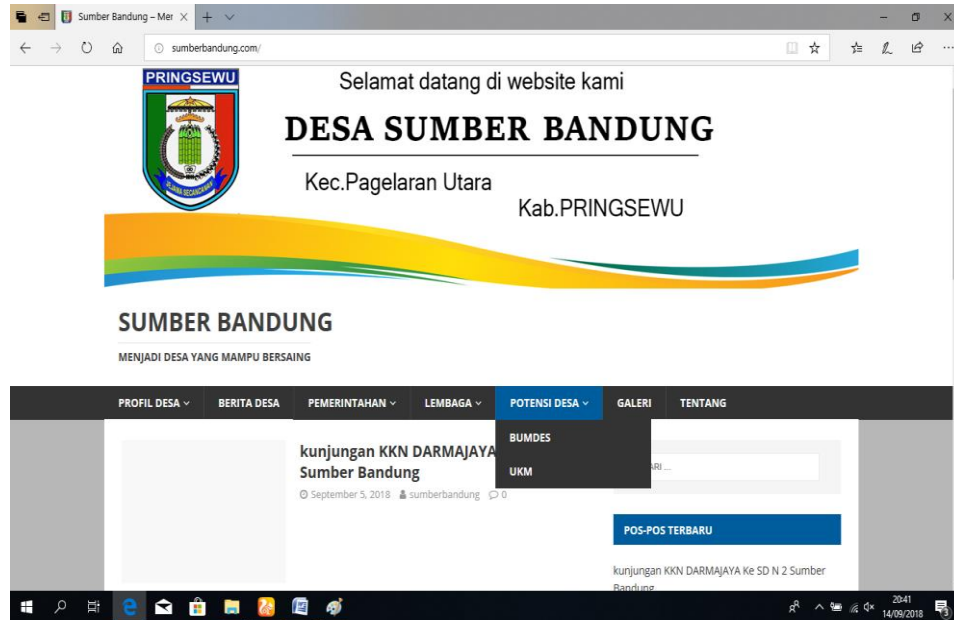 Sumber Bandung – Mer
sumberbandung.com/
PRINGSEWU
Selamat datang di website kami
DESA SUMBER BANDUNG
Kec.Pagelaran Utara
Kab.PRINGSEWU
SUMBER BANDUNG
MENJADI DESA YANG MAMPU BERSAING
PROFIL DESA BERITA DESA PEMERINTAHAN LEMBAGA POTENSI DESA GALERI TENTANG
BUMDES
UKM
kunjungan KKN DARMAJAYA
Sumber Bandung
September 5, 2018 sumberbandung 0
ARI ...
POS-POS TERBARU
kunjungan KKN DARMAJAYA Ke SD N 2 Sumber
Bandung
20:41
14/09/2018
3